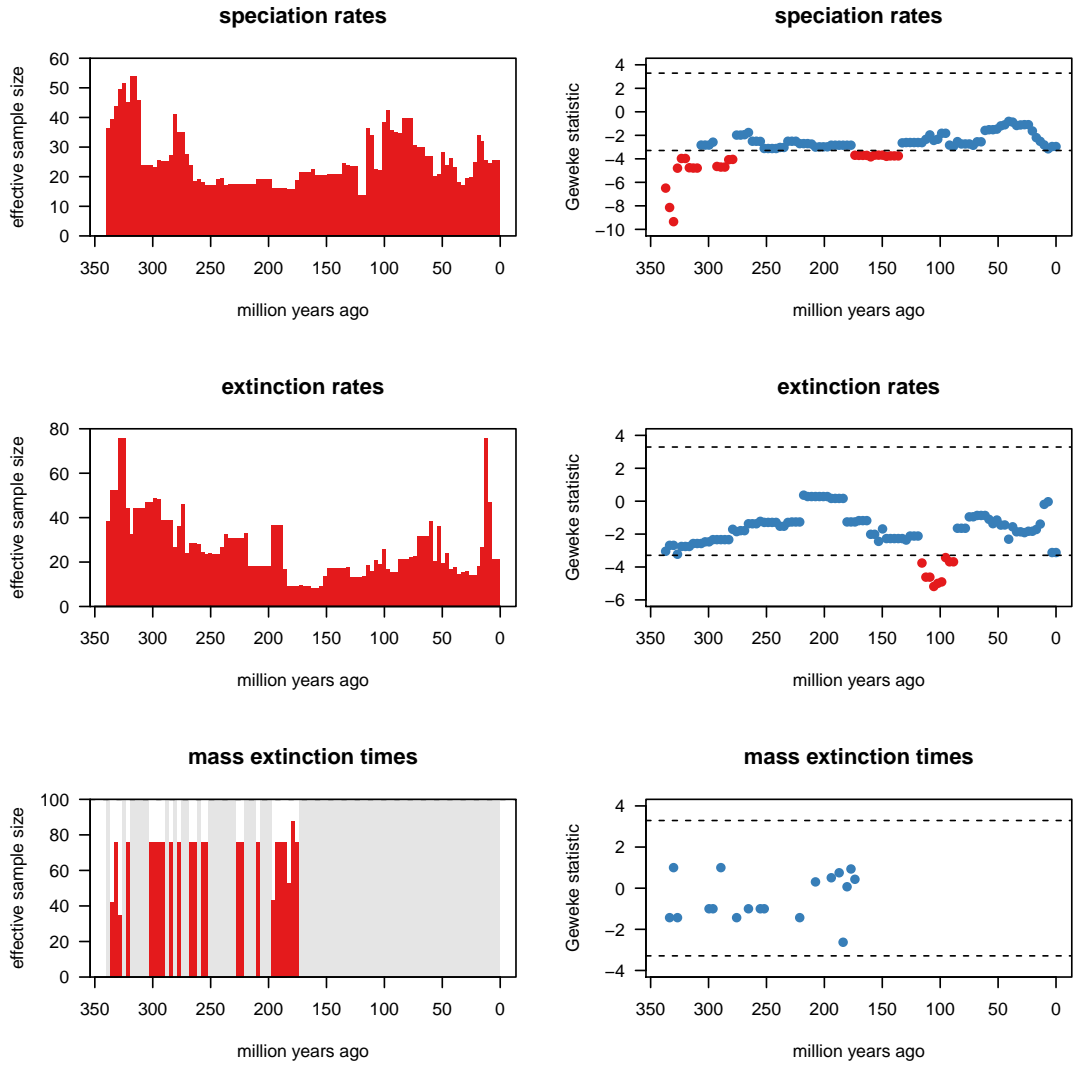 speciation rates
effective sample size
60
50
40
30
20
10
0
350 300 250 200 150 100 50 0
million years ago
speciation rates
Geweke statistic
4
2
0
−2
−4
−6
−8
−10
350 300 250 200 150 100 50 0
million years ago
extinction rates
effective sample size
80
60
40
20
0
350 300 250 200 150 100 50 0
million years ago
extinction rates
Geweke statistic
4
2
0
−2
−4
−6
350 300 250 200 150 100 50 0
million years ago
mass extinction times
effective sample size
100
80
60
40
20
0
350 300 250 200 150 100 50 0
million years ago
mass extinction times
Geweke statistic
4
2
0
−2
−4
350 300 250 200 150 100 50 0
million years ago